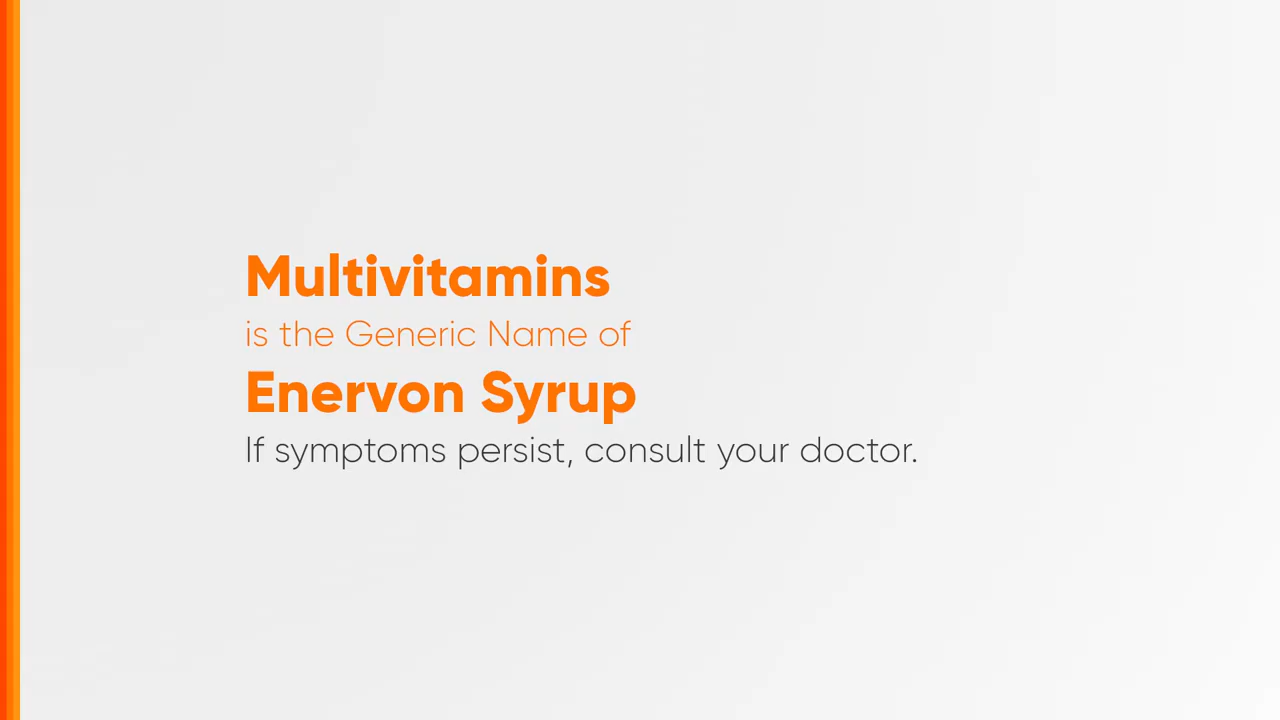 Multivitamins
is the Generic Name of
Enervon Syrup
If symptoms persist, consult your doctor.